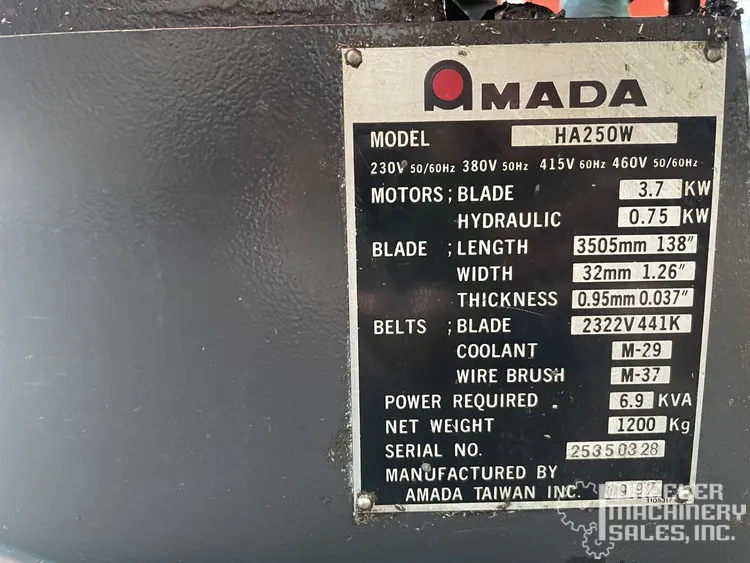 AMADA
MODEL HA250W
230V 50/60Hz 380V 50Hz 415V 60Hz 460V 50/60Hz
MOTORS; BLADE 3.7 KW
HYDRAULIC 0.75 KW
BLADE ; LENGTH 3505mm 138"
WIDTH 32mm 1.26"
THICKNESS 0.95mm 0.037"
BELTS ; BLADE 2322V441K
COOLANT M-29
WIRE BRUSH M-37
POWER REQUIRED 6.9 KVA
NET WEIGHT 1200 Kg
SERIAL NO. 25350328
MANUFACTURED BY
AMADA TAIWAN INC. 1997
MACHINERY
SALES, INC.